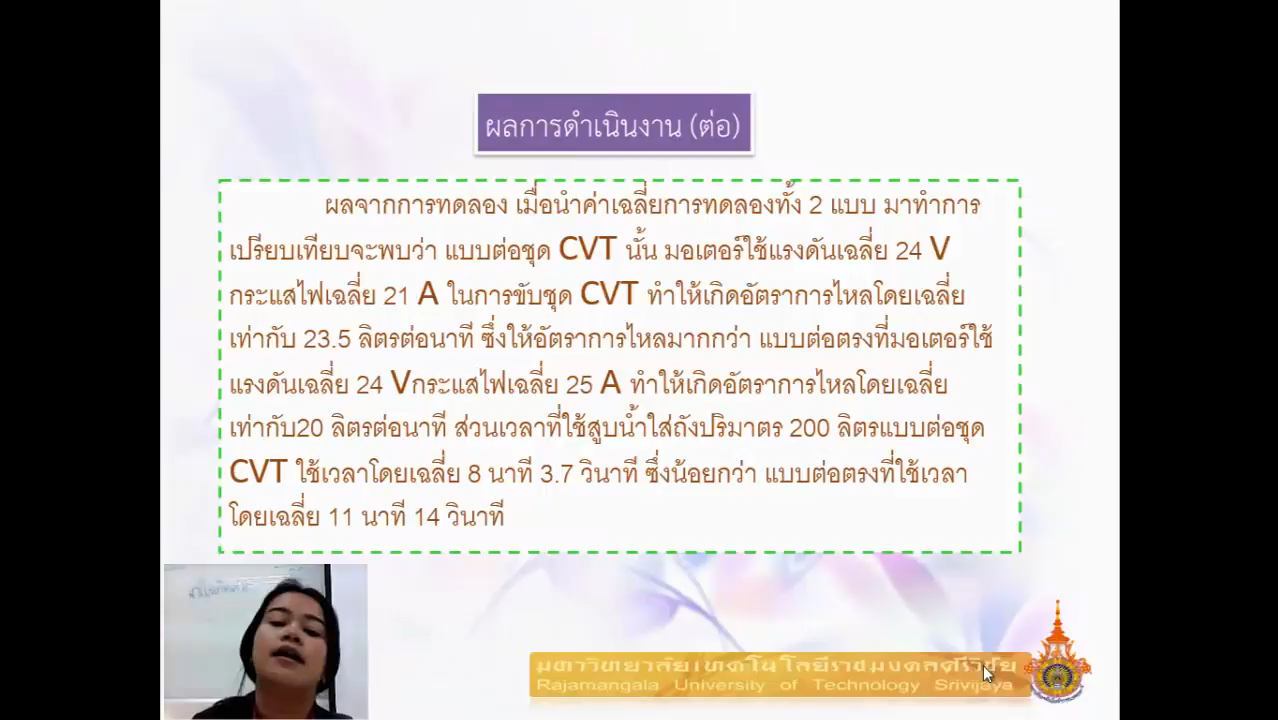 ผลการดำเนินงาน (ต่อ)
ผลจากการทดลอง เมื่อนำค่าเฉลี่ยการทดลองทั้ง 2 แบบ มาทำการ
เปรียบเทียบจะพบว่า แบบต่อชุด CVT นั้น มอเตอร์ใช้แรงดันเฉลี่ย 24 V
กระแสไฟเฉลี่ย 21 A ในการขับชุด CVT ทำให้เกิดอัตราการไหลโดยเฉลี่ย
เท่ากับ 23.5 ลิตรต่อนาที ซึ่งให้อัตราการไหลมากกว่า แบบต่อตรงที่มอเตอร์ใช้
แรงดันเฉลี่ย 24 Vกระแสไฟเฉลี่ย 25 A ทำให้เกิดอัตราการไหลโดยเฉลี่ย
เท่ากับ20 ลิตรต่อนาที ส่วนเวลาที่ใช้สูบน้ำใส่ถังปริมาตร 200 ลิตรแบบต่อชุด
CVT ใช้เวลาโดยเฉลี่ย 8 นาที 3.7 วินาที ซึ่งน้อยกว่า แบบต่อตรงที่ใช้เวลา
โดยเฉลี่ย 11 นาที 14 วินาที
มหาวิทยาลัยเทคโนโลยีราชมงคลศรีวิชัย
Rajamangala University of Technology Srivijaya